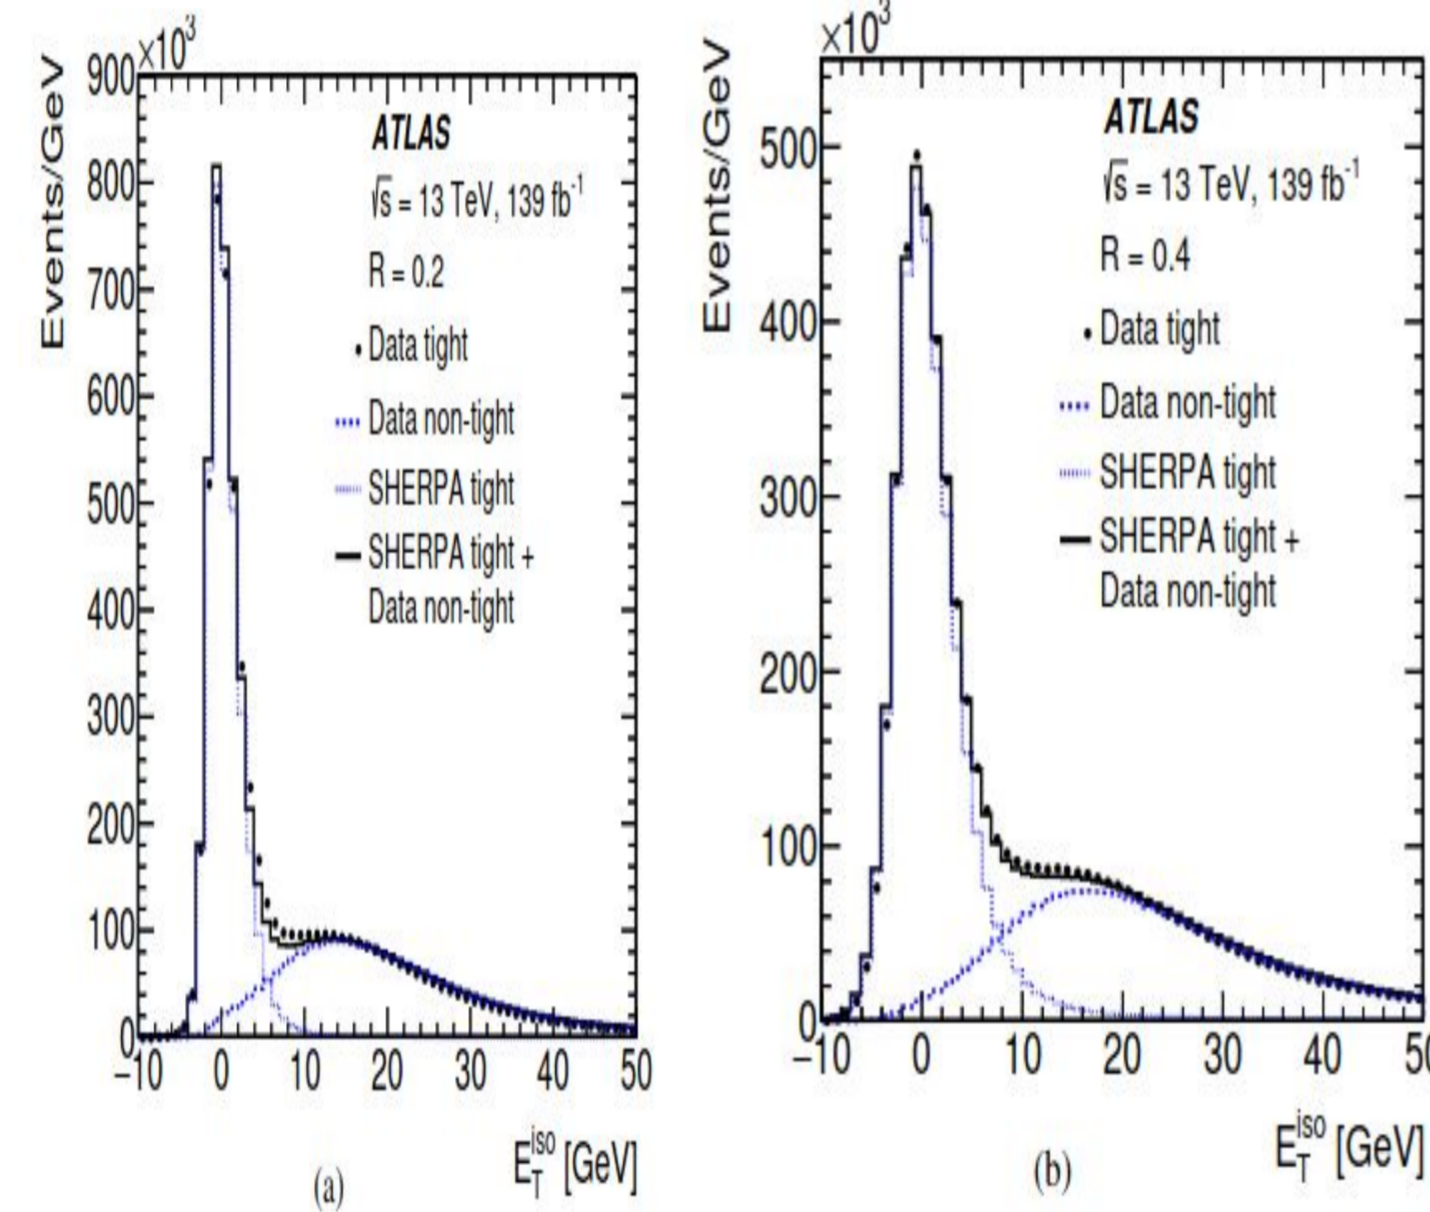 ×10³
Events/GeV
900
800
700
600
500
400
300
200
100
0
ATLAS
√s = 13 TeV, 139 fb⁻¹
R = 0.2
Data tight
Data non-tight
SHERPA tight
SHERPA tight +
Data non-tight
−10 0 10 20 30 40 50
E_T^iso [GeV]
(a)
×10³
Events/GeV
500
400
300
200
100
0
ATLAS
√s = 13 TeV, 139 fb⁻¹
R = 0.4
Data tight
Data non-tight
SHERPA tight
SHERPA tight +
Data non-tight
−10 0 10 20 30 40 50
E_T^iso [GeV]
(b)